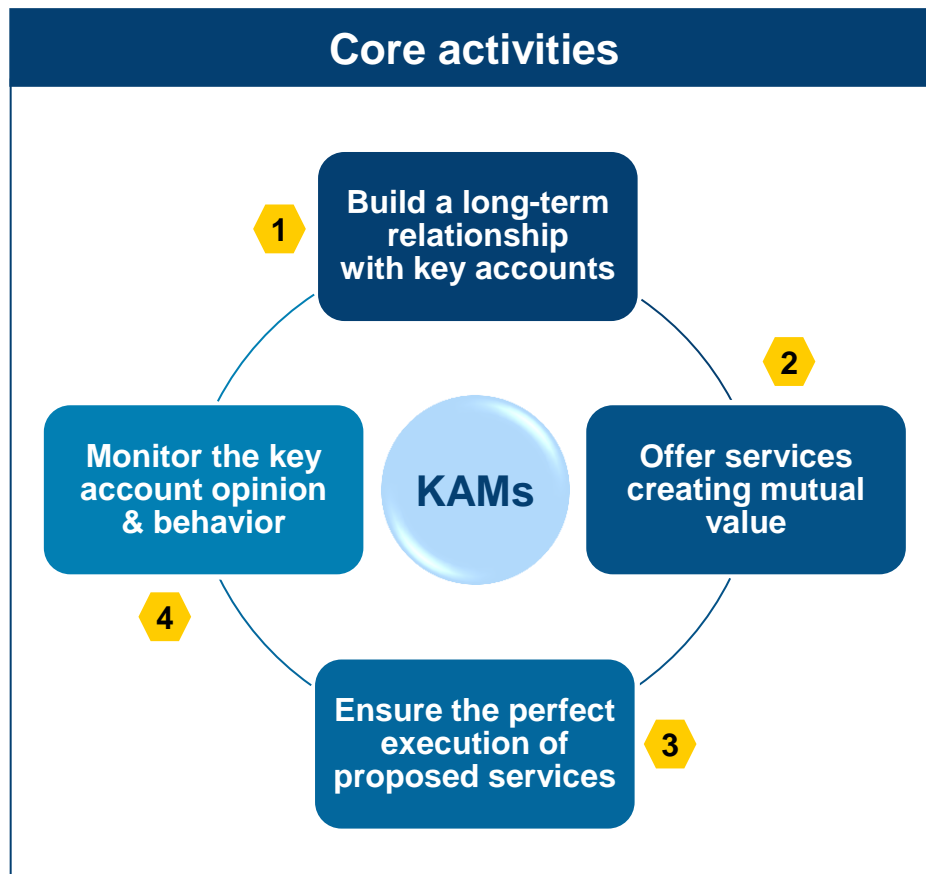 Core activities
1
Build a long-term
relationship
with key accounts
2
Offer services
creating mutual
value
KAMs
Monitor the key
account opinion
& behavior
4
Ensure the perfect
execution of
proposed services
3